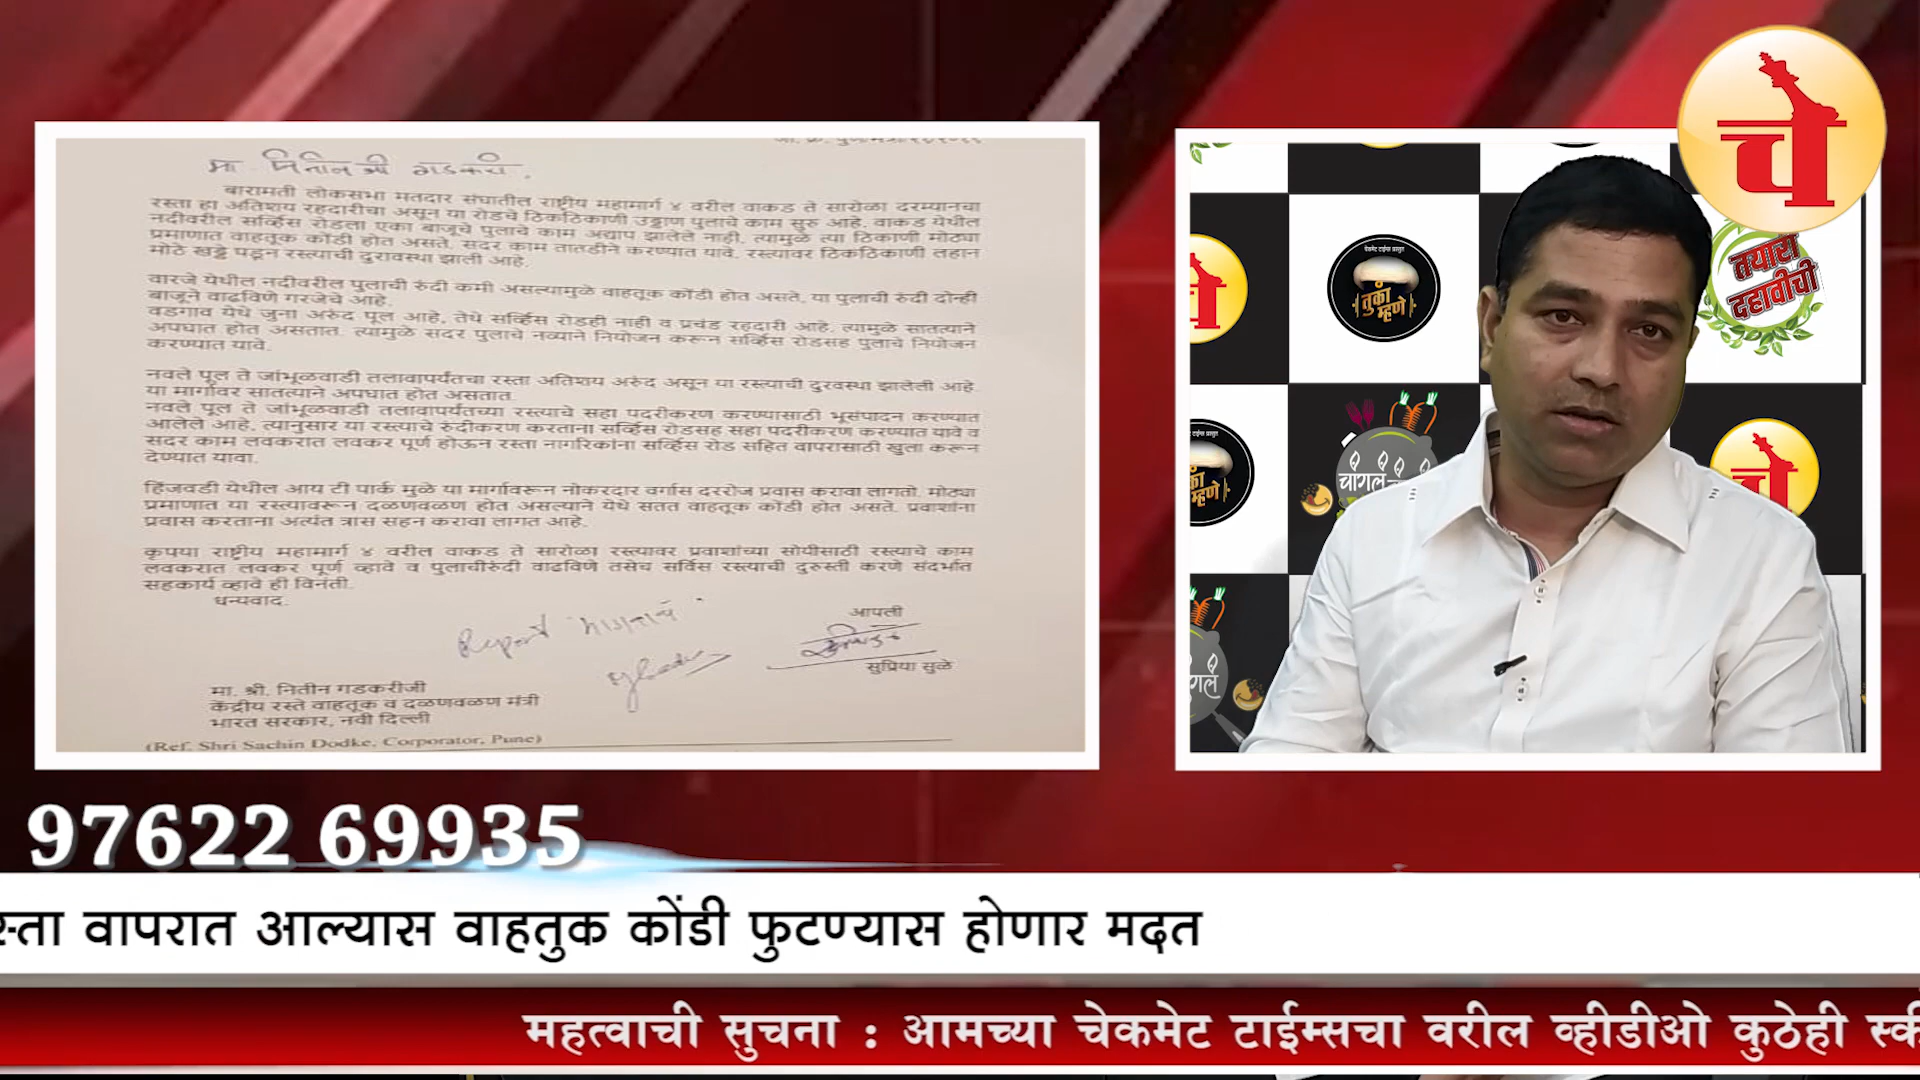 मा. नितीनजी गडकरी,
बारामती लोकसभा मतदार संघातील राष्ट्रीय महामार्ग ४ वरील वाकड ते सारोळा दरम्यानचा
रस्ता हा अतिशय रहदारीचा असून या रोडचे ठिकठिकाणी उड्डाण पुलाचे काम सुरु आहे. वाकड येथील
नदीवरील सर्व्हिस रोडला एका बाजूचे पुलाचे काम अद्याप झालेले नाही. त्यामुळे त्या ठिकाणी मोठ्या
प्रमाणात वाहतूक कोंडी होत असते. सदर काम तातडीने करण्यात यावे. रस्त्यावर ठिकठिकाणी लहान
मोठे खड्डे पडून रस्त्याची दुरावस्था झाली आहे.
वारजे येथील नदीवरील पुलाची रुंदी कमी असल्यामुळे वाहतूक कोंडी होत असते. या पुलाची रुंदी दोन्ही
बाजूने वाढविणे गरजेचे आहे.
वडगाव येथे जुना अरुंद पूल आहे, तेथे सर्व्हिस रोडही नाही व प्रचंड रहदारी आहे. त्यामुळे सातत्याने
अपघात होत असतात. त्यामुळे सदर पुलाचे नव्याने नियोजन करून सर्व्हिस रोडसह पुलाचे नियोजन
करण्यात यावे.
नवले पूल ते जांभूळवाडी तलावापर्यंतचा रस्ता अतिशय अरुंद असून या रस्त्याची दुरवस्था झालेली आहे.
या मार्गावर सातत्याने अपघात होत असतात.
नवले पूल ते जांभूळवाडी तलावापर्यंतच्या रस्त्याचे सहा पदरीकरण करण्यासाठी भूसंपादन करण्यात
आलेले आहे. त्यानुसार या रस्त्याचे रुंदीकरण करताना सर्व्हिस रोडसह सहा पदरीकरण करण्यात यावे व
सदर काम लवकरात लवकर पूर्ण होऊन रस्ता नागरिकांना सर्व्हिस रोड सहित वापरासाठी खुला करून
देण्यात यावा.
हिंजवडी येथील आय टी पार्क मुळे या मार्गावरून नोकरदार वर्गास दररोज प्रवास करावा लागतो. मोठ्या
प्रमाणात या रस्त्यावरून दळणवळण होत असल्याने येथे सतत वाहतूक कोंडी होत असते. प्रवाशांना
प्रवास करताना अत्यंत त्रास सहन करावा लागत आहे.
कृपया राष्ट्रीय महामार्ग ४ वरील वाकड ते सारोळा रस्त्यावर प्रवाशांच्या सोयीसाठी रस्त्याचे काम
लवकरात लवकर पूर्ण व्हावे व पुलाचीरुंदी वाढविणे तसेच सर्विस रस्त्याची दुरुस्ती करणे संदर्भात
सहकार्य व्हावे ही विनंती.
धन्यवाद.
आपली
Report मागवावे
सुप्रिया सुळे
मा. श्री. नितीन गडकरीजी
केंद्रीय रस्ते वाहतूक व दळणवळण मंत्री
भारत सरकार, नवी दिल्ली
(Ref. Shri Sachin Dodke, Corporator, Pune)
चे
चेकमेट टाईम्स प्रस्तुत
तुका म्हणे
तयारी
दहावीची
चांगलं
97622 69935
स्ता वापरात आल्यास वाहतुक कोंडी फुटण्यास होणार मदत
महत्वाची सुचना : आमच्या चेकमेट टाईम्सचा वरील व्हीडीओ कुठेही स्की